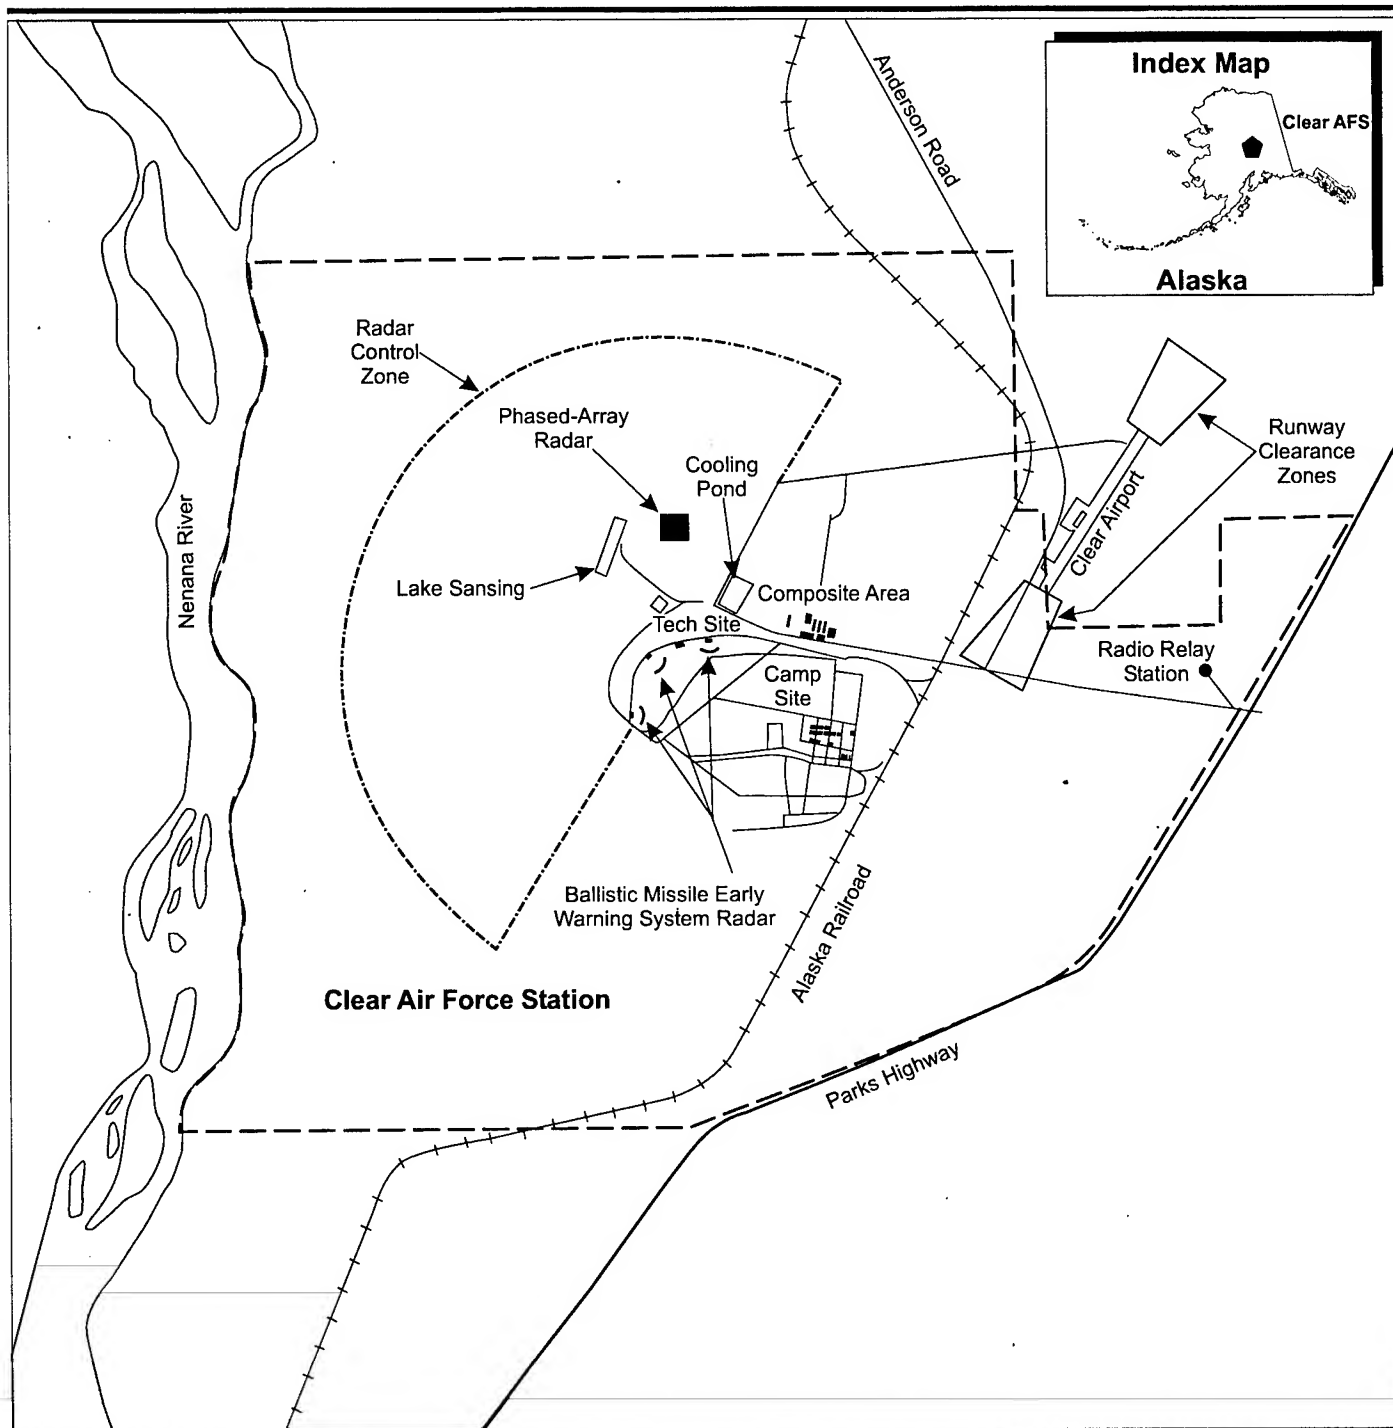 Index Map
Clear AFS
Alaska
Anderson Road
Radar
Control
Zone
Phased-Array
Radar
Cooling
Pond
Runway
Clearance
Zones
Clear Airport
Nenana River
Lake Sansing
Composite Area
Tech Site
Radio Relay
Station
Camp
Site
Ballistic Missile Early
Warning System Radar
Alaska Railroad
Clear Air Force Station
Parks Highway